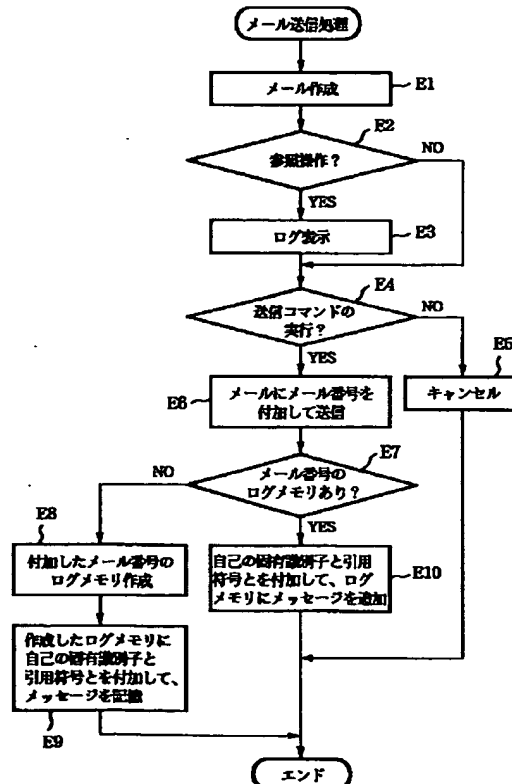 メール送信処理
メール作成
E1
E2
参照操作？
NO
YES
ログ表示
E3
E4
送信コマンドの
実行？
NO
YES
E5
キャンセル
E6
メールにメール番号を
付加して送信
E7
メール番号の
ログメモリあり？
NO
YES
E8
付加したメール番号の
ログメモリ作成
自己の固有識別子と引用
符号とを付加して、ログ
メモリにメッセージを追加
E10
作成したログメモリに
自己の固有識別子と
引用符号とを付加して、
メッセージを記憶
E9
エンド